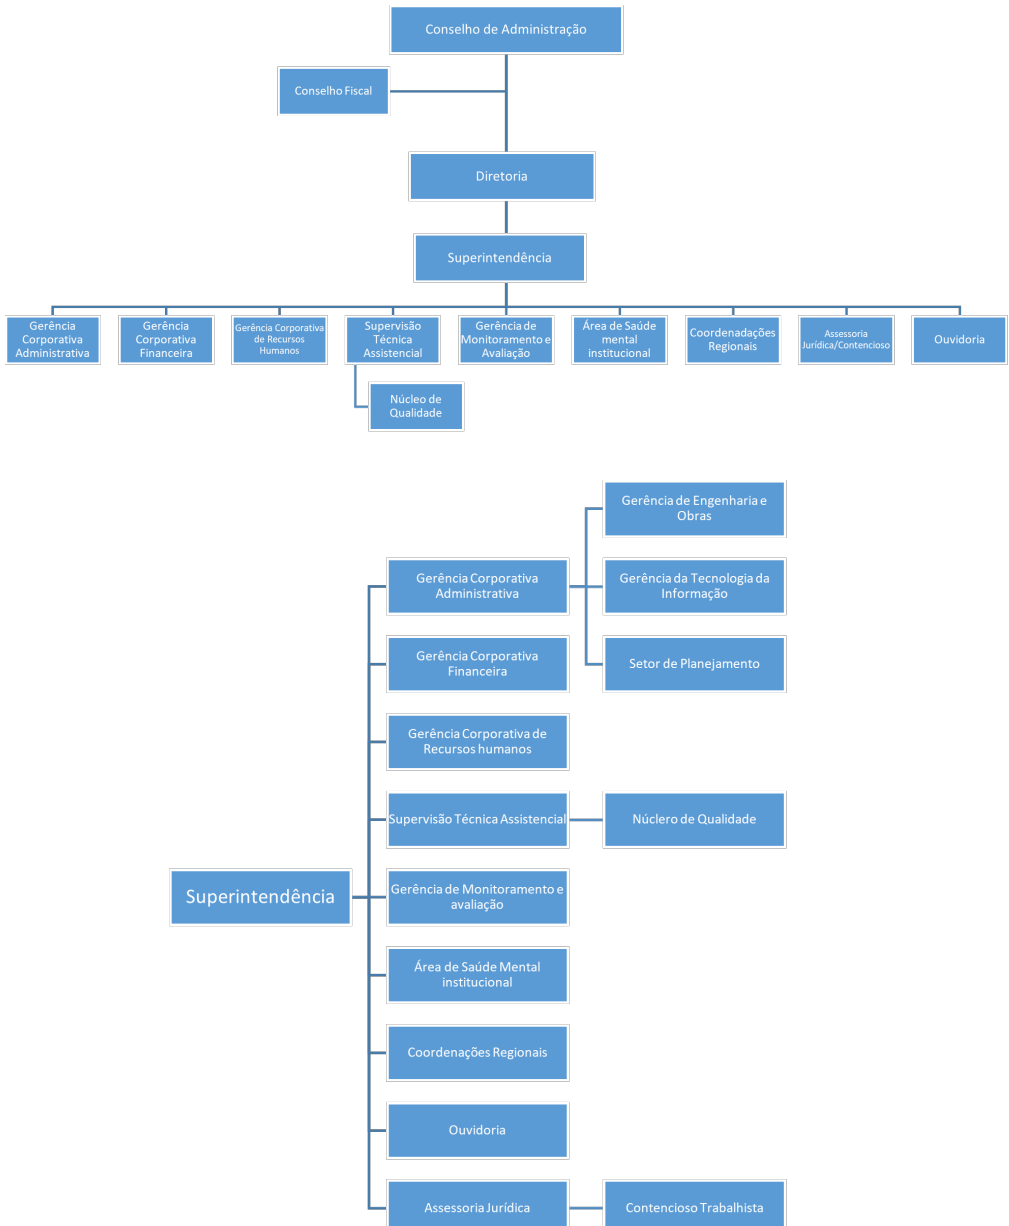 Conselho de Administração
Conselho Fiscal
Diretoria
Superintendência
Gerência
Corporativa
Administrativa
Gerência
Corporativa
Financeira
Gerência Corporativa
de Recursos
Humanos
Supervisão
Técnica
Assistencial
Gerência de
Monitoramento e
Avaliação
Área de Saúde
mental
institucional
Coordenadações
Regionais
Assessoria
Jurídica/Contencioso
Ouvidoria
Núcleo de
Qualidade
Gerência de Engenharia e
Obras
Gerência Corporativa
Administrativa
Gerência da Tecnologia da
Informação
Gerência Corporativa
Financeira
Setor de Planejamento
Gerência Corporativa de
Recursos humanos
Supervisão Técnica Assistencial
Núclero de Qualidade
Superintendência
Gerência de Monitoramento e
avaliação
Área de Saúde Mental
institucional
Coordenações Regionais
Ouvidoria
Assessoria Jurídica
Contencioso Trabalhista